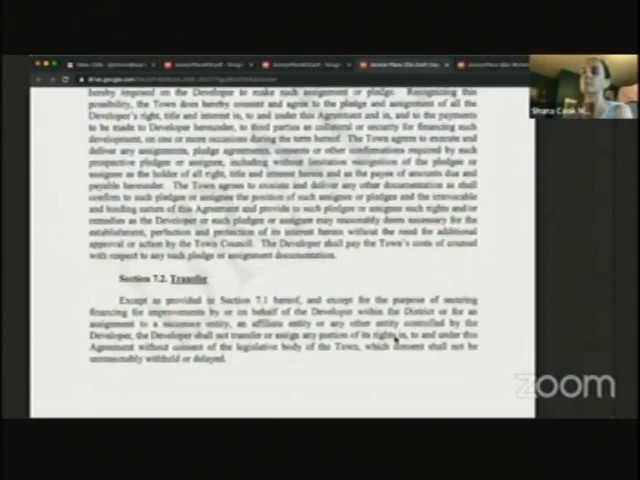 drive.google.com
hereby imposed on the Developer to make such assignment or pledge. Recognizing this
possibility, the Town does hereby consent and agree to the pledge and assignment of all the
Developer's right, title and interest in, to and under this Agreement and in, and to the payments
to be made to Developer hereunder, to third parties as collateral or security for financing such
development, on one or more occasions during the term hereof. The Town agrees to execute and
deliver any assignments, pledge agreements, consents or other confirmations required by such
prospective pledgee or assignee, including without limitation recognition of the pledgee or
assignee as the holder of all right, title and interest herein and as the payee of amounts due and
payable hereunder. The Town agrees to execute and deliver any other documentation as shall
confirm to such pledgee or assignee the position of such assignee or pledgee and the irrevocable
and binding nature of this Agreement and provide to such pledgee or assignee such rights and/or
remedies as the Developer or such pledgee or assignee may reasonably deem necessary for the
establishment, perfection and protection of its interest herein without the need for additional
approval or action by the Town Council. The Developer shall pay the Town's costs of counsel
with respect to any such pledge or assignment documentation.
Section 7.2. Transfer
Except as provided in Section 7.1 hereof, and except for the purpose of securing
financing for improvements by or on behalf of the Developer within the District or for an
assignment to a successor entity, an affiliate entity or any other entity controlled by the
Developer, the Developer shall not transfer or assign any portion of its rights in, to and under this
Agreement without consent of the legislative body of the Town, which consent shall not be
unreasonably withheld or delayed.
Shana Cook
zoom